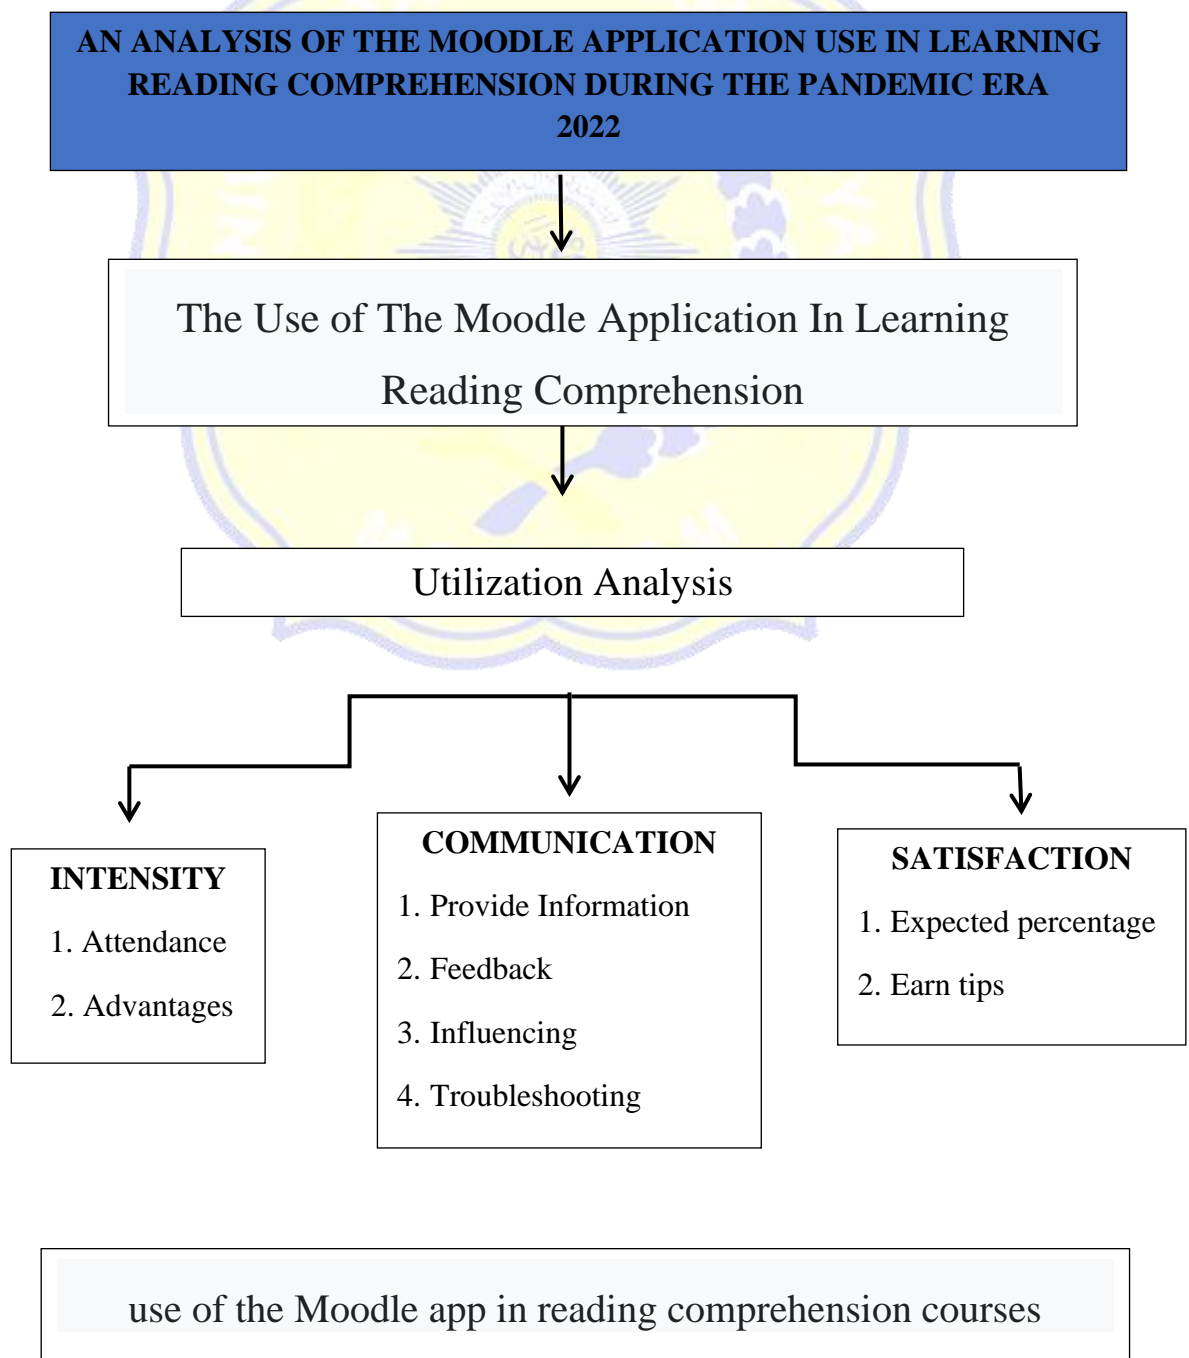 AN ANALYSIS OF THE MOODLE APPLICATION USE IN LEARNING
READING COMPREHENSION DURING THE PANDEMIC ERA
2022
The Use of The Moodle Application In Learning
Reading Comprehension
Utilization Analysis
INTENSITY
1. Attendance
2. Advantages
COMMUNICATION
1. Provide Information
2. Feedback
3. Influencing
4. Troubleshooting
SATISFACTION
1. Expected percentage
2. Earn tips
use of the Moodle app in reading comprehension courses